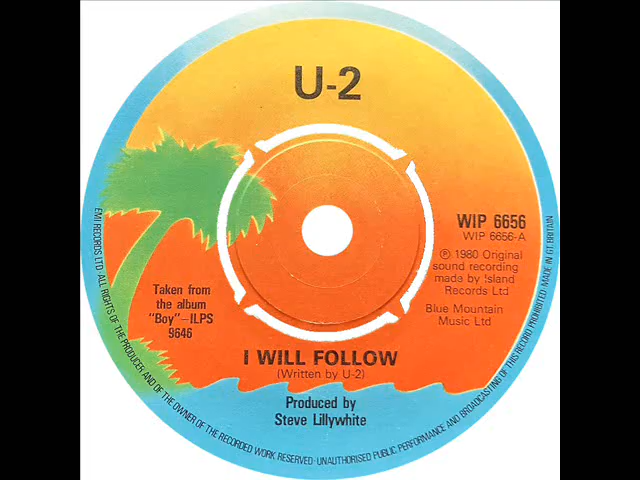 U-2
WIP 6656
WIP 6656-A
℗ 1980 Original
sound recording
made by Island
Records Ltd
Blue Mountain
Music Ltd
Taken from
the album
"Boy"—ILPS
9646
I WILL FOLLOW
(Written by U-2)
Produced by
Steve Lillywhite
EMI RECORDS LTD·ALL RIGHTS OF THE PRODUCER AND OF THE OWNER OF THE RECORDED WORK RESERVED·UNAUTHORISED PUBLIC PERFORMANCE AND BROADCASTING OF THIS RECORD PROHIBITED. MADE IN GT. BRITAIN